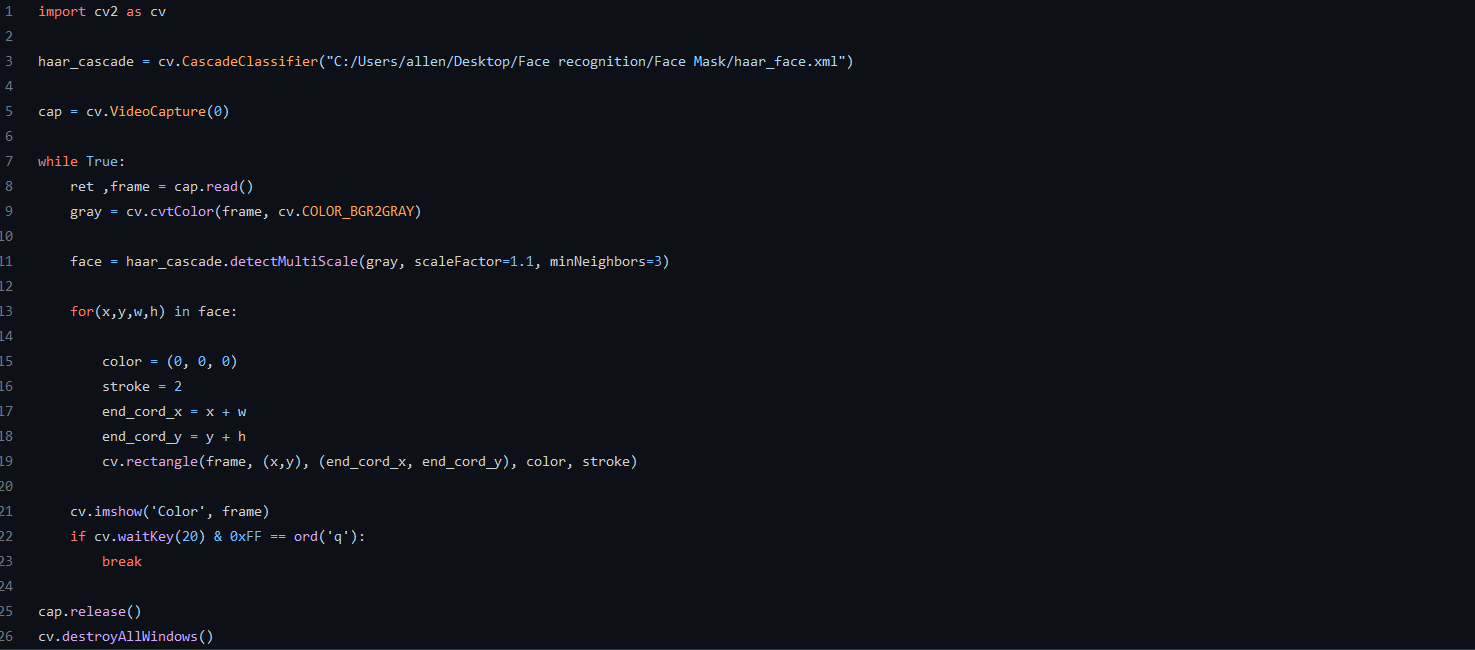 1 import cv2 as cv
2
3 haar_cascade = cv.CascadeClassifier("C:/Users/allen/Desktop/Face recognition/Face Mask/haar_face.xml")
4
5 cap = cv.VideoCapture(0)
6
7 while True:
8     ret ,frame = cap.read()
9     gray = cv.cvtColor(frame, cv.COLOR_BGR2GRAY)
10
11     face = haar_cascade.detectMultiScale(gray, scaleFactor=1.1, minNeighbors=3)
12
13     for(x,y,w,h) in face:
14
15         color = (0, 0, 0)
16         stroke = 2
17         end_cord_x = x + w
18         end_cord_y = y + h
19         cv.rectangle(frame, (x,y), (end_cord_x, end_cord_y), color, stroke)
20
21     cv.imshow('Color', frame)
22     if cv.waitKey(20) & 0xFF == ord('q'):
23         break
24
25 cap.release()
26 cv.destroyAllWindows()